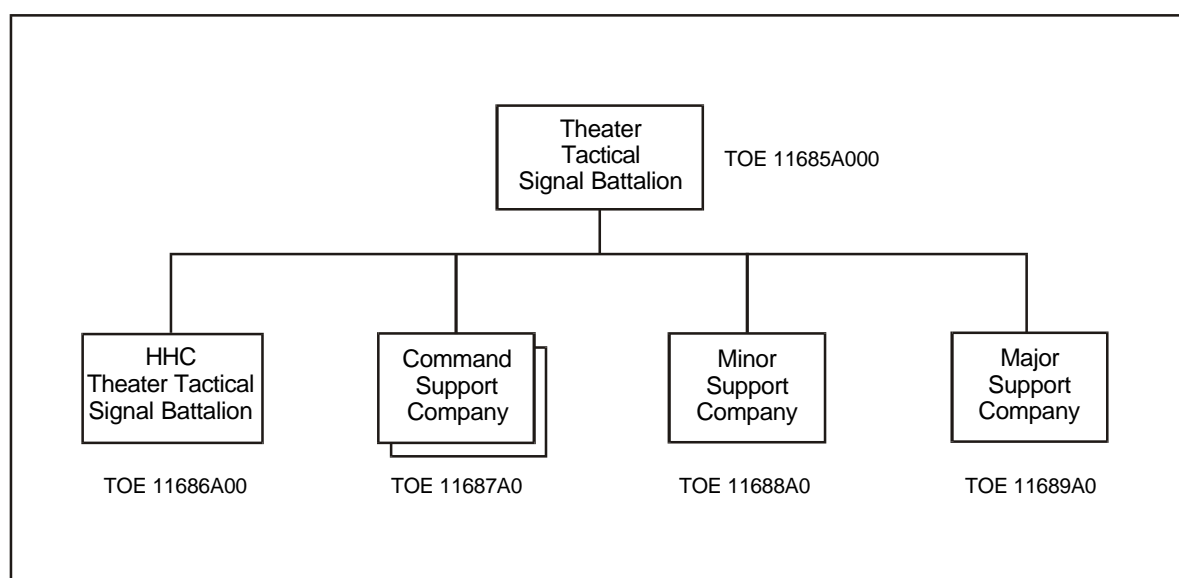 Theater
Tactical
Signal Battalion
TOE 11685A000
HHC
Theater Tactical
Signal Battalion
Command
Support
Company
Minor
Support
Company
Major
Support
Company
TOE 11686A00
TOE 11687A0
TOE 11688A0
TOE 11689A0